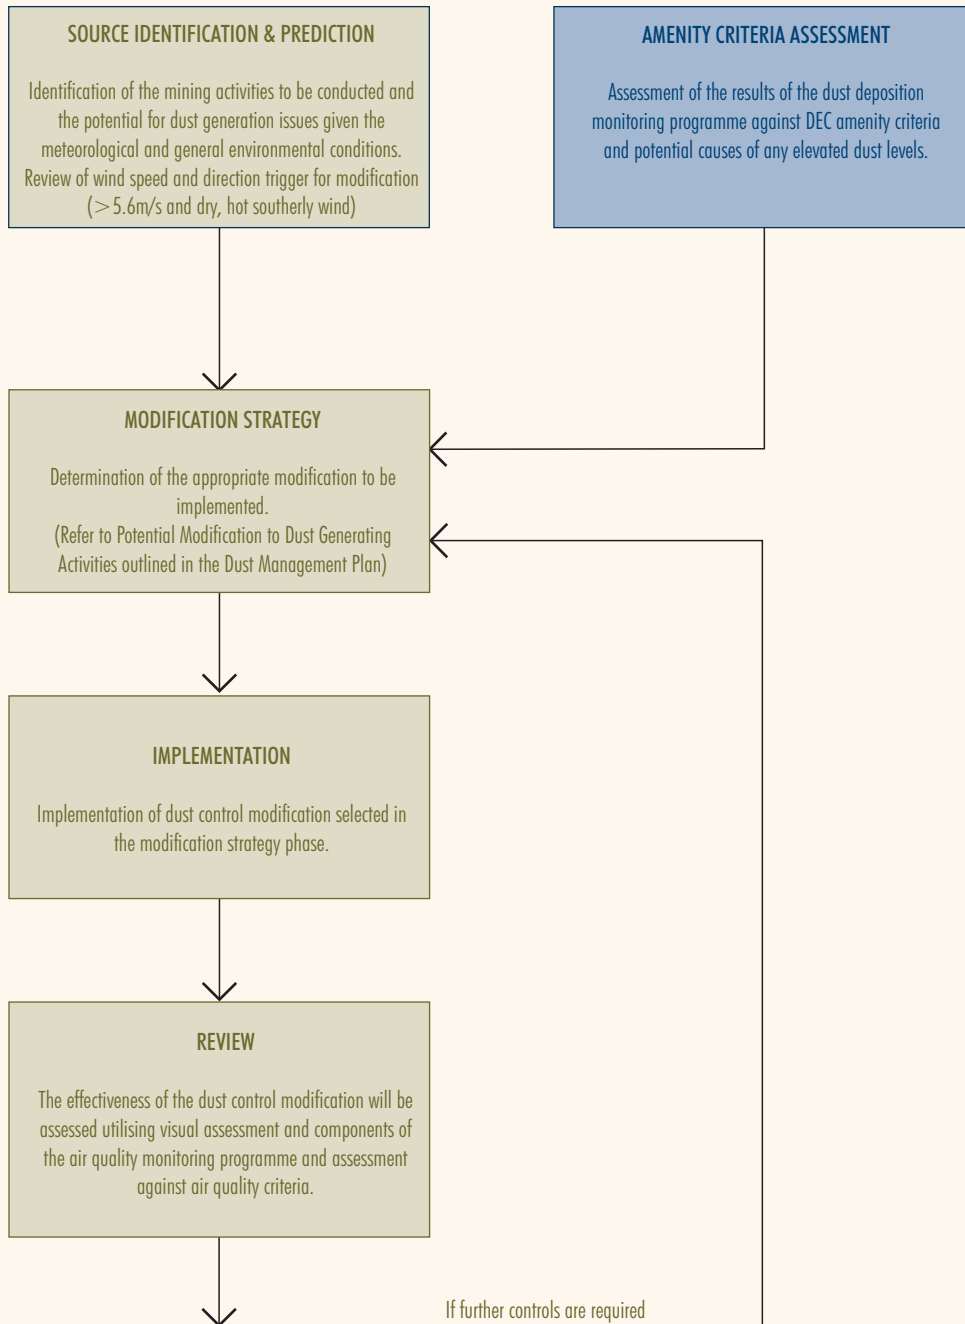 SOURCE IDENTIFICATION & PREDICTION
Identification of the mining activities to be conducted and
the potential for dust generation issues given the
meteorological and general environmental conditions.
Review of wind speed and direction trigger for modification
(>5.6m/s and dry, hot southerly wind)
AMENITY CRITERIA ASSESSMENT
Assessment of the results of the dust deposition
monitoring programme against DEC amenity criteria
and potential causes of any elevated dust levels.
MODIFICATION STRATEGY
Determination of the appropriate modification to be
implemented.
(Refer to Potential Modification to Dust Generating
Activities outlined in the Dust Management Plan)
IMPLEMENTATION
Implementation of dust control modification selected in
the modification strategy phase.
REVIEW
The effectiveness of the dust control modification will be
assessed utilising visual assessment and components of
the air quality monitoring programme and assessment
against air quality criteria.
If further controls are required